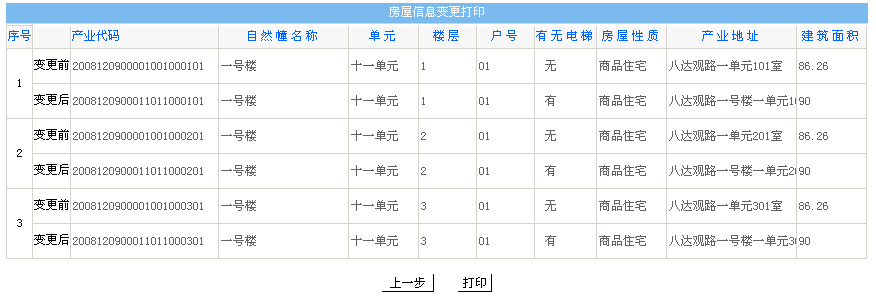 房屋信息变更打印
序号 产业代码 自然幢名称 单元 楼层 户号 有无电梯 房屋性质 产业地址 建筑面积
1 变更前 2008120900001001000101 一号楼 十一单元 1 01 无 商品住宅 八达观路一单元101室 86.26
变更后 2008120900011011000101 一号楼 十一单元 1 01 有 商品住宅 八达观路一号楼一单元10 90
2 变更前 2008120900001001000201 一号楼 十一单元 2 01 无 商品住宅 八达观路一单元201室 86.26
变更后 2008120900011011000201 一号楼 十一单元 2 01 有 商品住宅 八达观路一号楼一单元20 90
3 变更前 2008120900001001000301 一号楼 十一单元 3 01 无 商品住宅 八达观路一单元301室 86.26
变更后 2008120900011011000301 一号楼 十一单元 3 01 有 商品住宅 八达观路一号楼一单元30 90
上一步 打印